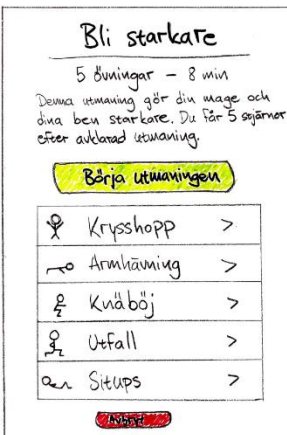 Bli starkare
5 övningar – 8 min
Denna utmaning gör din mage och
dina ben starkare. Du får 5 stjärnor
efter avklarad utmaning.
Börja utmaningen
Krysshopp >
Armhävning >
Knäböj >
Utfall >
Situps >
Avbryt